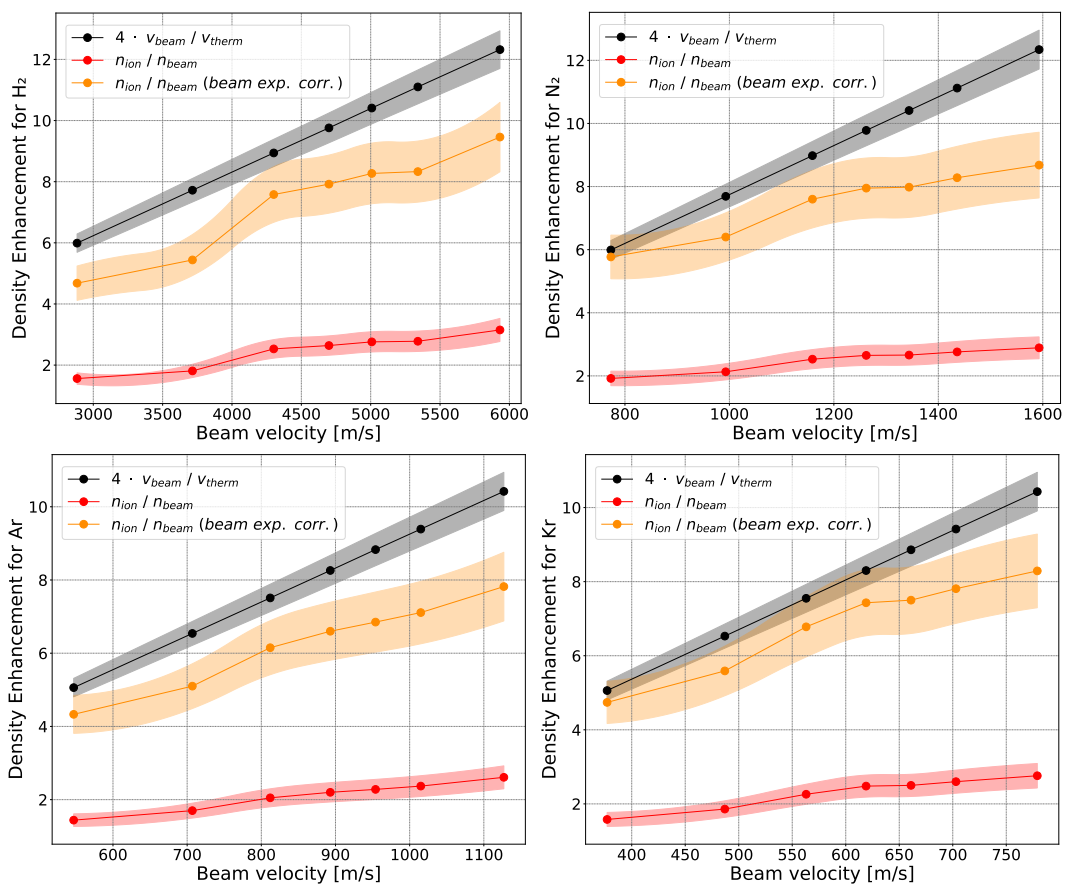 4 · v_beam / v_therm
n_ion / n_beam
n_ion / n_beam (beam exp. corr.)
12
10
8
6
4
2
Density Enhancement for H₂
3000 3500 4000 4500 5000 5500 6000
Beam velocity [m/s]
4 · v_beam / v_therm
n_ion / n_beam
n_ion / n_beam (beam exp. corr.)
12
10
8
6
4
2
Density Enhancement for N₂
800 1000 1200 1400 1600
Beam velocity [m/s]
4 · v_beam / v_therm
n_ion / n_beam
n_ion / n_beam (beam exp. corr.)
10
8
6
4
2
Density Enhancement for Ar
600 700 800 900 1000 1100
Beam velocity [m/s]
4 · v_beam / v_therm
n_ion / n_beam
n_ion / n_beam (beam exp. corr.)
10
8
6
4
2
Density Enhancement for Kr
400 450 500 550 600 650 700 750
Beam velocity [m/s]